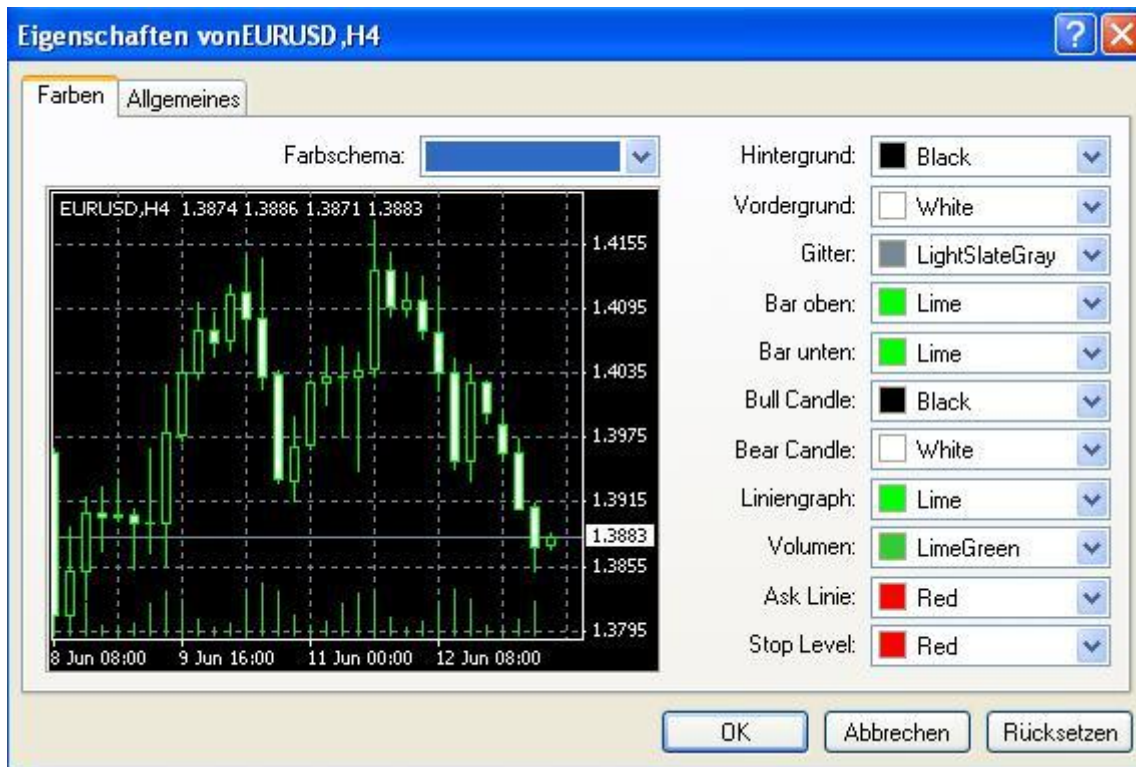 Eigenschaften vonEURUSD,H4
Farben Allgemeines
Farbschema:
EURUSD,H4 1.3874 1.3886 1.3871 1.3883
1.4155
1.4095
1.4035
1.3975
1.3915
1.3883
1.3855
1.3795
8 Jun 08:00 9 Jun 16:00 11 Jun 00:00 12 Jun 08:00
Hintergrund: Black
Vordergrund: White
Gitter: LightSlateGray
Bar oben: Lime
Bar unten: Lime
Bull Candle: Black
Bear Candle: White
Liniengraph: Lime
Volumen: LimeGreen
Ask Linie: Red
Stop Level: Red
OK Abbrechen Rücksetzen